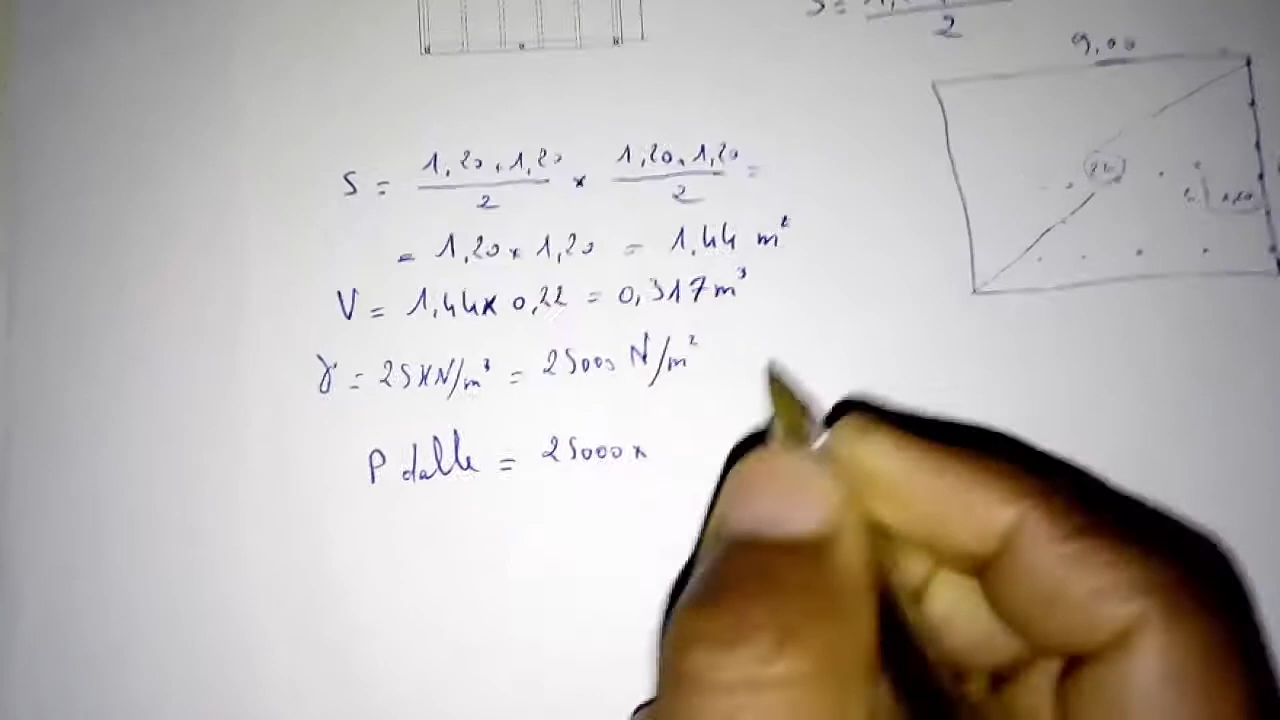 2
9,00
S = 1,20 . 1,20 / 2 × 1,20 . 1,20 / 2 =
= 1,20 × 1,20 = 1,44 m²
V = 1,44 × 0,22 = 0,317 m³
γ = 25 KN/m³ = 25000 N/m²
P dalle = 25000 ×